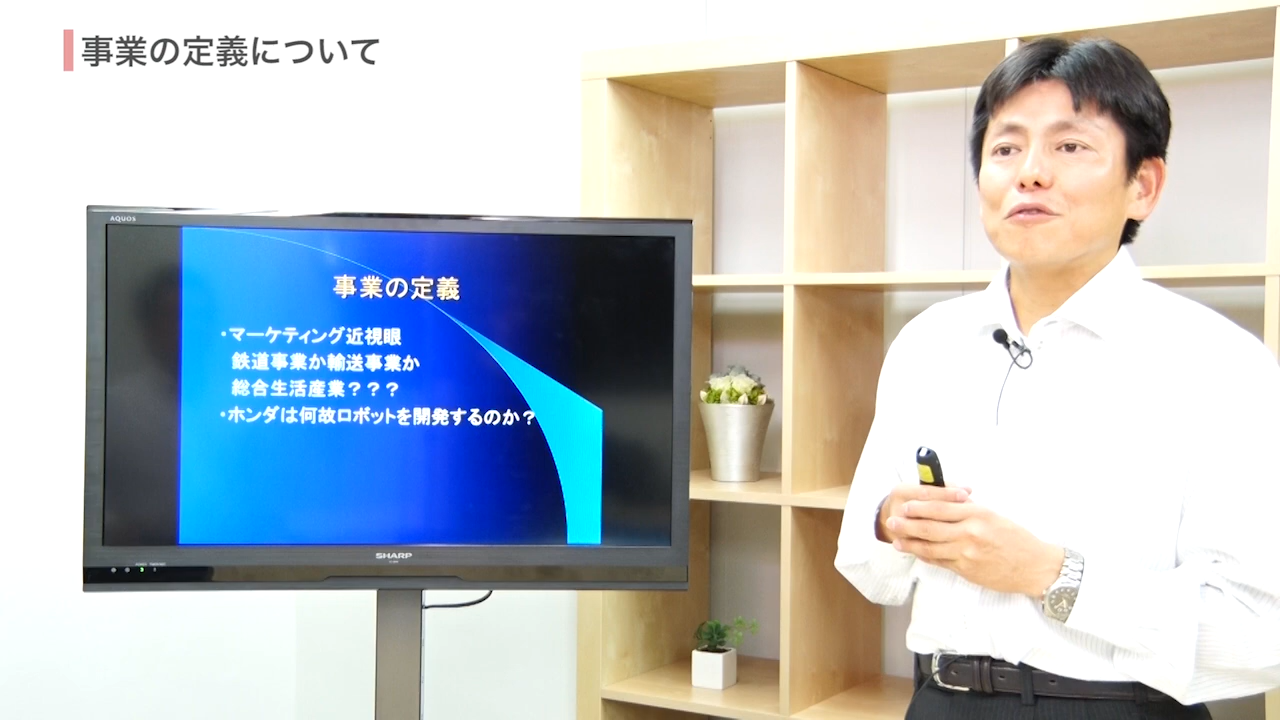 事業の定義について
AQUOS
事業の定義
・マーケティング近視眼
鉄道事業か輸送事業か
総合生活産業？？？
・ホンダは何故ロボットを開発するのか？
SHARP